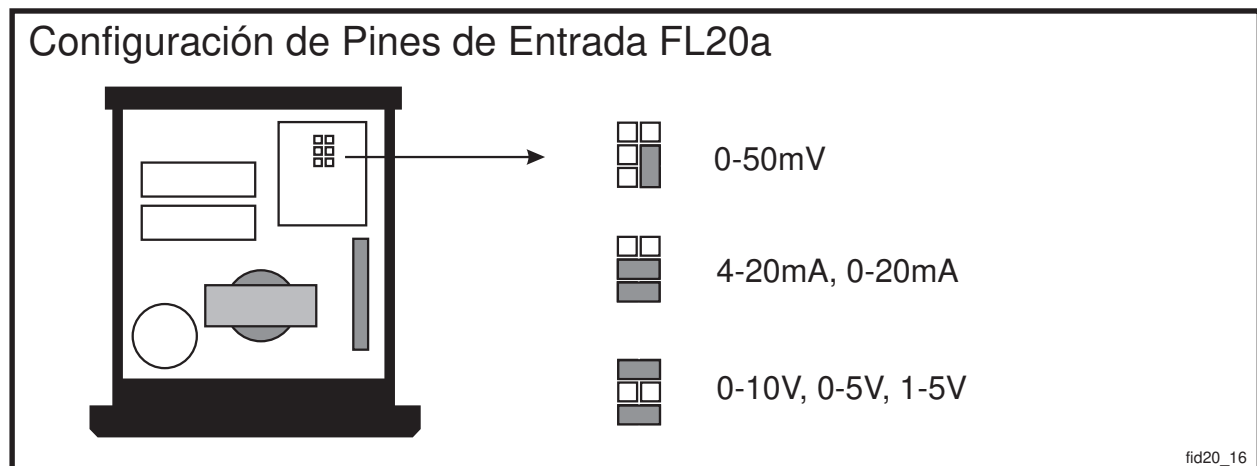 Configuración de Pines de Entrada FL20a
0-50mV
4-20mA, 0-20mA
0-10V, 0-5V, 1-5V
fid20_16